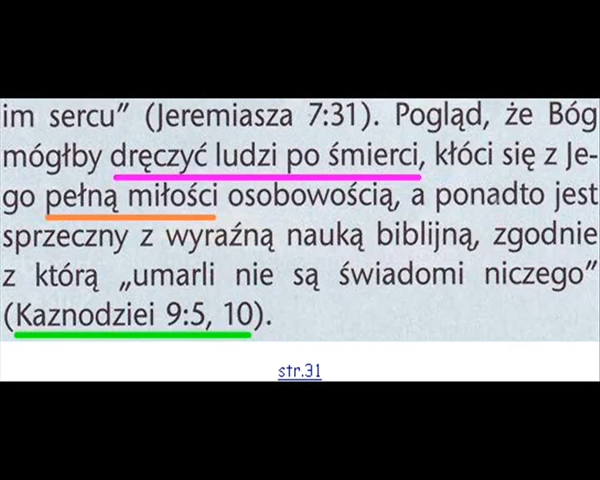 im sercu” (Jeremiasza 7:31). Pogląd, że Bóg
mógłby dręczyć ludzi po śmierci, kłóci się z Je-
go pełną miłości osobowością, a ponadto jest
sprzeczny z wyraźną nauką biblijną, zgodnie
z którą „umarli nie są świadomi niczego”
(Kaznodziei 9:5, 10).
str.31